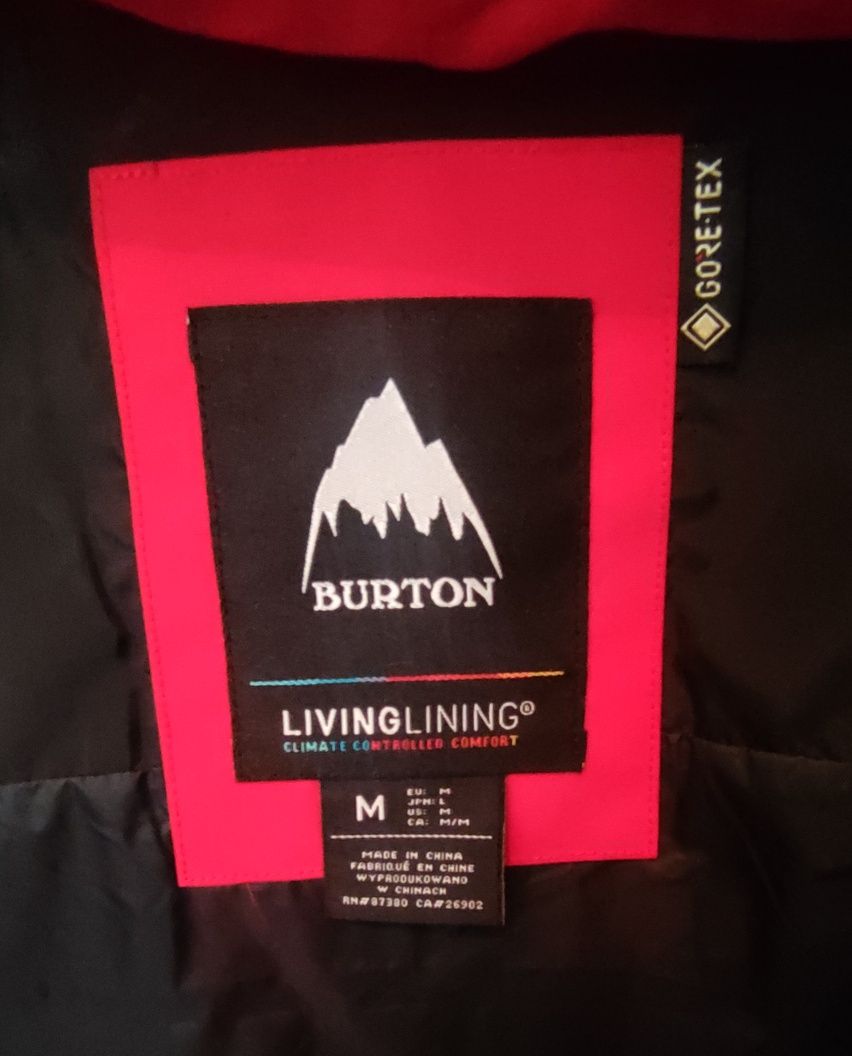 GORE-TEX
BURTON
LIVINGLINING®
CLIMATE CONTROLLED COMFORT
M
EU: M
JPN: L
US: M
CA: M/M
MADE IN CHINA
FABRIQUÉ EN CHINE
WYPRODUKOWANO
W CHINACH
RN#87380 CA#26902